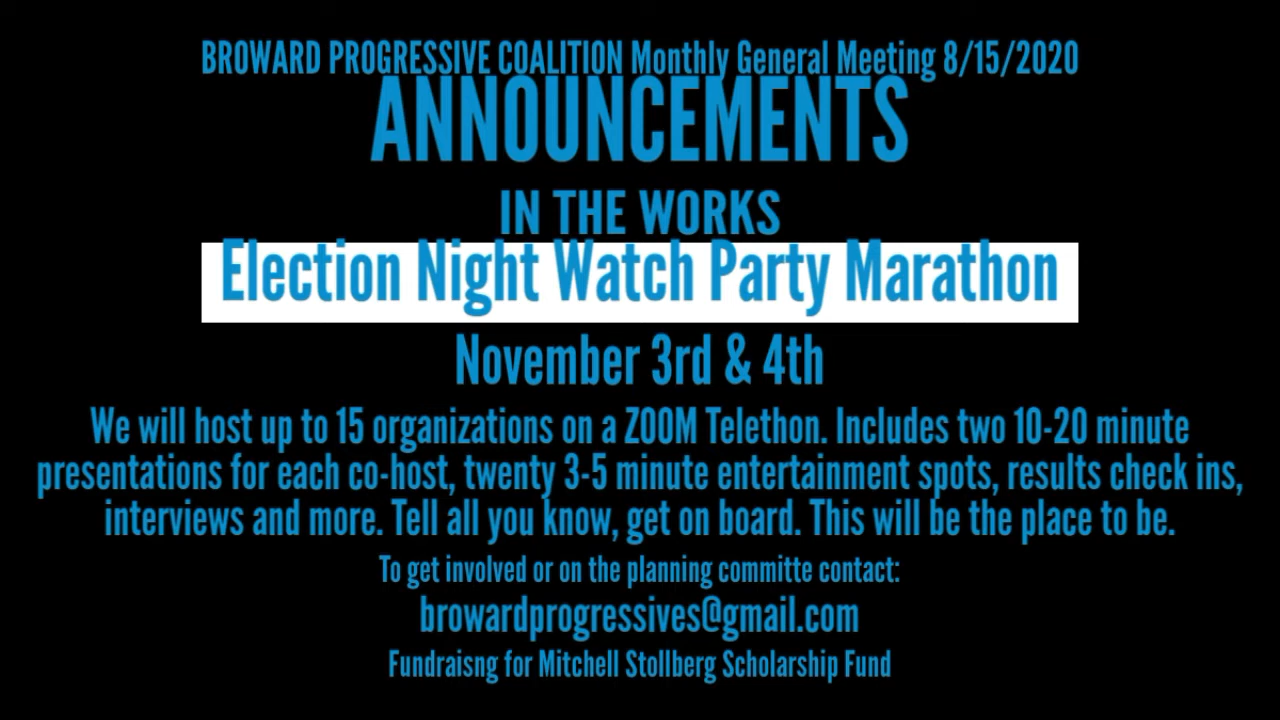 BROWARD PROGRESSIVE COALITION Monthly General Meeting 8/15/2020
ANNOUNCEMENTS
IN THE WORKS
Election Night Watch Party Marathon
November 3rd & 4th
We will host up to 15 organizations on a ZOOM Telethon. Includes two 10-20 minute
presentations for each co-host, twenty 3-5 minute entertainment spots, results check ins,
interviews and more. Tell all you know, get on board. This will be the place to be.
To get involved or on the planning committe contact:
browardprogressives@gmail.com
Fundraisng for Mitchell Stollberg Scholarship Fund